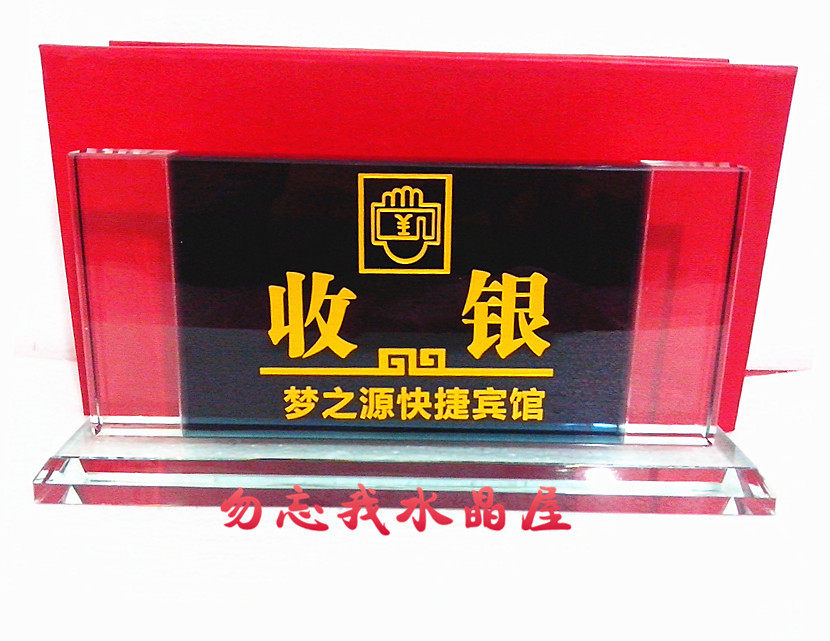 ¥
收 银
梦之源快捷宾馆
勿忘我水晶屋